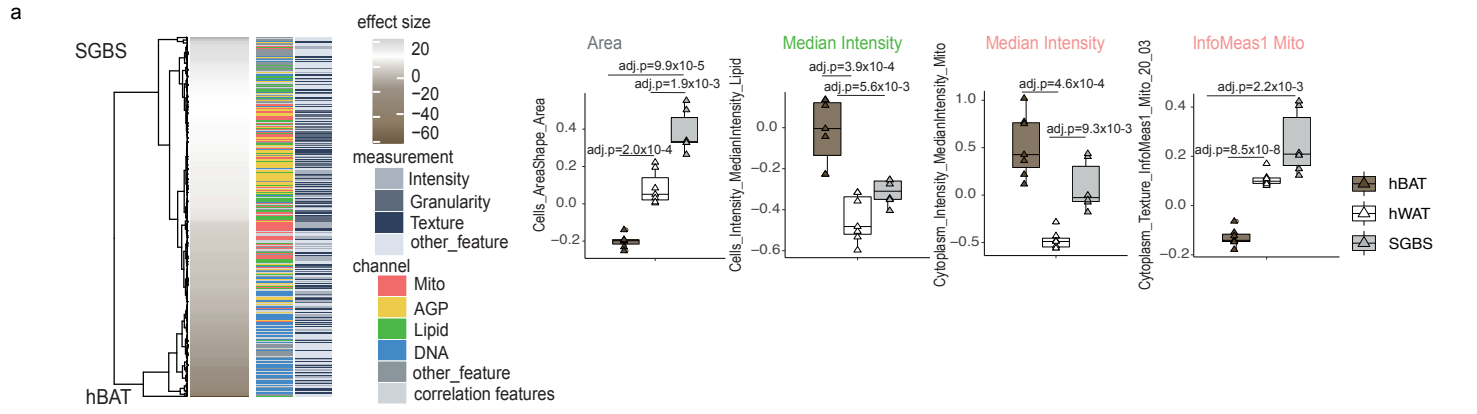 a
SGBS
hBAT
effect size
20
0
−20
−40
−60
measurement
Intensity
Granularity
Texture
other_feature
channel
Mito
AGP
Lipid
DNA
other_feature
correlation features
Area
adj.p=9.9x10-5
adj.p=1.9x10-3
adj.p=2.0x10-4
Cells_AreaShape_Area
0.4
0.2
0.0
−0.2
Median Intensity
adj.p=3.9x10-4
adj.p=5.6x10-3
Cells_Intensity_MedianIntensity_Lipid
0.0
−0.2
−0.4
−0.6
Median Intensity
adj.p=4.6x10-4
adj.p=9.3x10-3
Cytoplasm_Intensity_MedianIntensity_Mito
1.0
0.5
0.0
−0.5
InfoMeas1 Mito
adj.p=2.2x10-3
adj.p=8.5x10-8
Cytoplasm_Texture_InfoMeas1_Mito_20_03
0.4
0.2
0.0
−0.2
hBAT
hWAT
SGBS